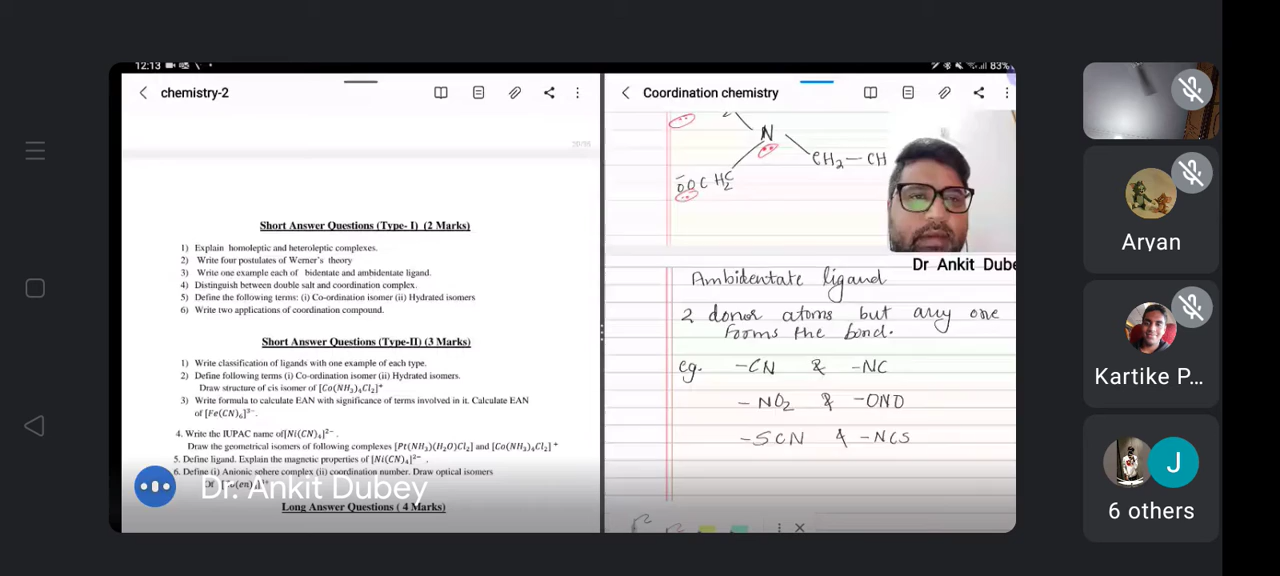 12:13
83%
chemistry-2
Short Answer Questions (Type- I) (2 Marks)
1) Explain homoleptic and heteroleptic complexes.
2) Write four postulates of Werner's theory
3) Write one example each of bidentate and ambidentate ligand.
4) Distinguish between double salt and coordination complex.
5) Define the following terms: (i) Co-ordination isomer (ii) Hydrated isomers
6) Write two applications of coordination compound.
Short Answer Questions (Type-II) (3 Marks)
1) Write classification of ligands with one example of each type.
2) Define following terms (i) Co-ordination isomer (ii) Hydrated isomers.
Draw structure of cis isomer of [Co(NH₃)₄Cl₂]⁺
3) Write formula to calculate EAN with significance of terms involved in it. Calculate EAN
of [Fe(CN)₆]³⁻.
4. Write the IUPAC name of[Ni(CN)₄]²⁻.
Draw the geometrical isomers of following complexes [Pt(NH₃)(H₂O)Cl₂] and [Co(NH₃)₄Cl₂]⁺
5. Define ligand. Explain the magnetic properties of [Ni(CN)₄]²⁻.
6. Define (i) Anionic sphere complex (ii) coordination number. Draw optical isomers
Of
Long Answer Questions ( 4 Marks)
Dr. Ankit Dubey
Coordination chemistry
N
CH₂—CH
ŌOC H₂C
Dr Ankit Dube
Ambidentate ligand
2 donor atoms but any one
forms the bond.
eg. -CN & -NC
-NO₂ & -ONO
-SCN & -NCS
Aryan
Kartike P...
J
6 others